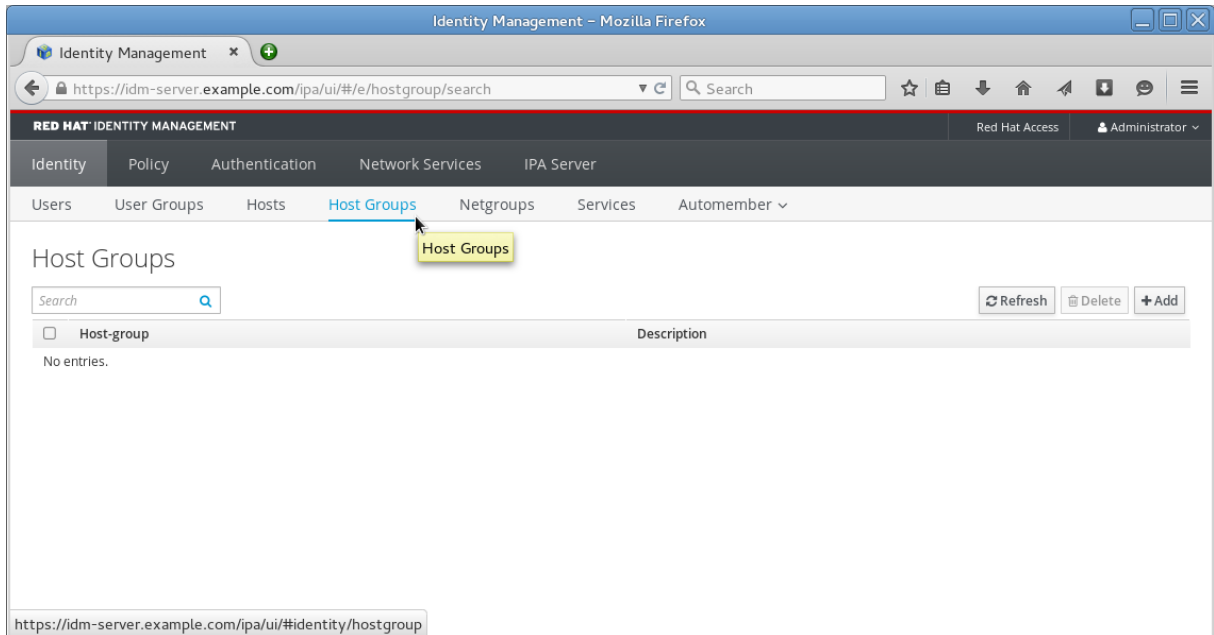 Identity Management – Mozilla Firefox
Identity Management
https://idm-server.example.com/ipa/ui/#/e/hostgroup/search
Search
RED HAT® IDENTITY MANAGEMENT
Red Hat Access
Administrator
Identity Policy Authentication Network Services IPA Server
Users User Groups Hosts Host Groups Netgroups Services Automember
Host Groups
Host Groups
Search
Refresh Delete +Add
Host-group Description
No entries.
https://idm-server.example.com/ipa/ui/#identity/hostgroup